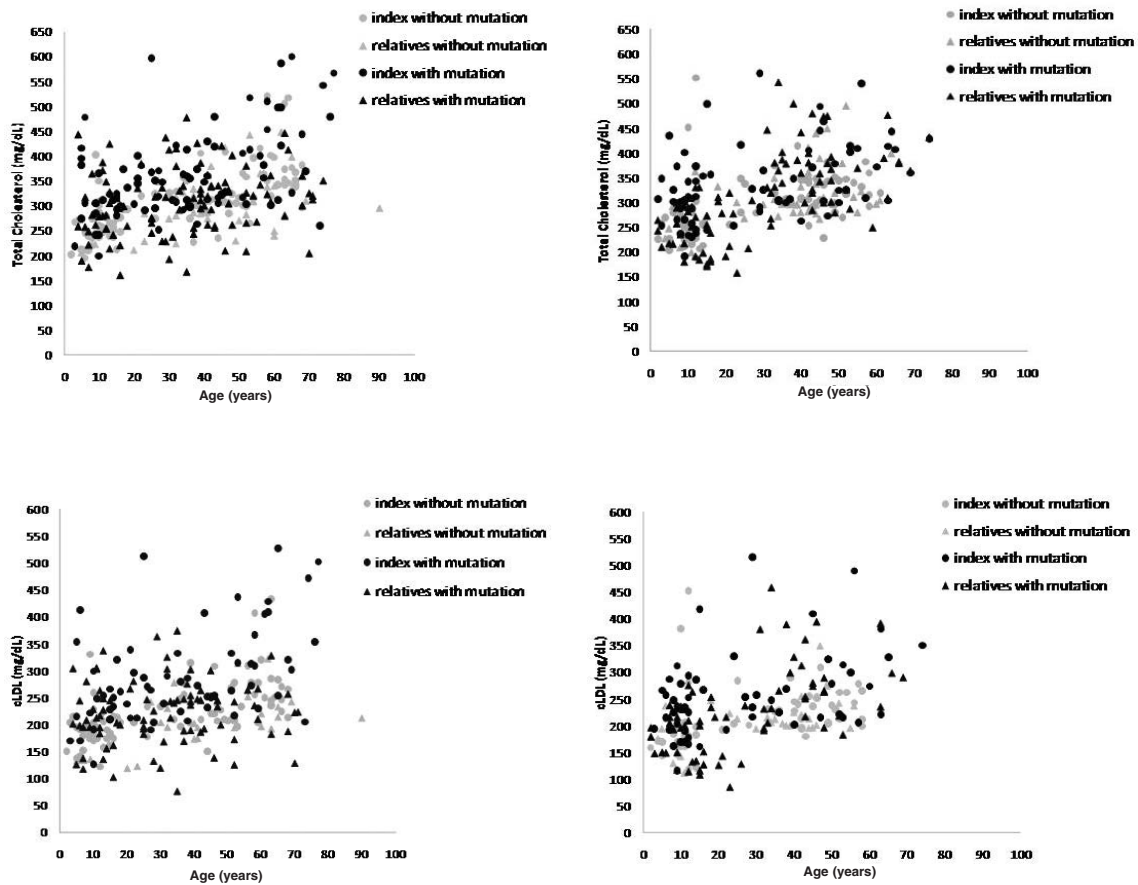 index without mutation
relatives without mutation
index with mutation
relatives with mutation
Total Cholesterol (mg/dL)
650
600
550
500
450
400
350
300
250
200
150
100
50
0
0 10 20 30 40 50 60 70 80 90 100
Age (years)
index without mutation
relatives without mutation
index with mutation
relatives with mutation
Total Cholesterol (mg/dL)
650
600
550
500
450
400
350
300
250
200
150
100
50
0
0 10 20 30 40 50 60 70 80 90 100
Age (years)
index without mutation
relatives without mutation
index with mutation
relatives with mutation
cLDL (mg/dL)
600
550
500
450
400
350
300
250
200
150
100
50
0
0 10 20 30 40 50 60 70 80 90 100
Age (years)
index without mutation
relatives without mutation
index with mutation
relatives with mutation
cLDL (mg/dL)
600
550
500
450
400
350
300
250
200
150
100
50
0
0 10 20 30 40 50 60 70 80 90 100
Age (years)